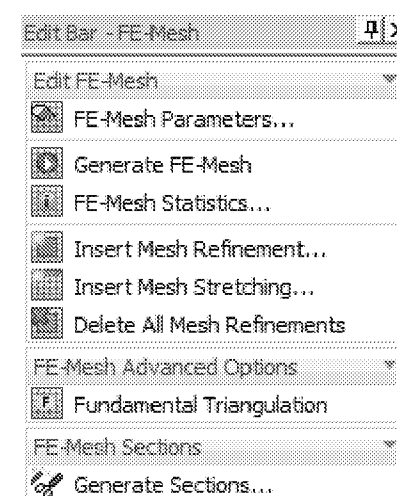 Edit Bar - FE-Mesh
Edit FE-Mesh
FE-Mesh Parameters...
Generate FE-Mesh
FE-Mesh Statistics...
Insert Mesh Refinement...
Insert Mesh Stretching...
Delete All Mesh Refinements
FE-Mesh Advanced Options
F Fundamental Triangulation
FE-Mesh Sections
Generate Sections...